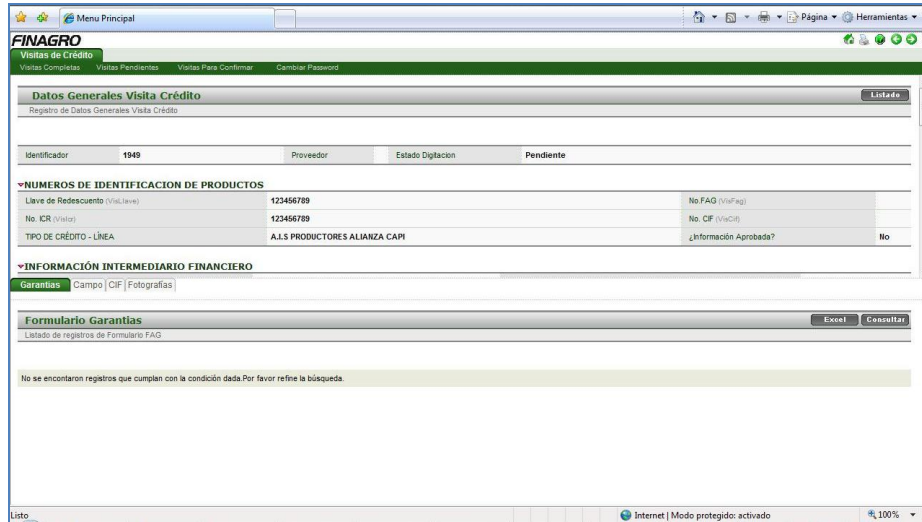 Menu Principal
Página
Herramientas
FINAGRO
Visitas de Crédito
Visitas Completas Visitas Pendientes Visitas Para Confirmar Cambiar Password
Datos Generales Visita Crédito Listado
Registro de Datos Generales Visita Crédito
Identificador 1949 Proveedor Estado Digitacion Pendiente
NUMEROS DE IDENTIFICACION DE PRODUCTOS
Llave de Redescuento (VisLlave) 123456789 No.FAG (VisFag)
No. ICR (VisIcr) 123456789 No. CIF (VisCif)
TIPO DE CRÉDITO - LÍNEA A.I.S PRODUCTORES ALIANZA CAPI ¿Información Aprobada? No
INFORMACIÓN INTERMEDIARIO FINANCIERO
Garantias Campo CIF Fotografías
Formulario Garantias Excel Consultar
Listado de registros de Formulario FAG
No se encontaron registros que cumplan con la condición dada.Por favor refine la búsqueda.
Listo Internet | Modo protegido: activado 100%